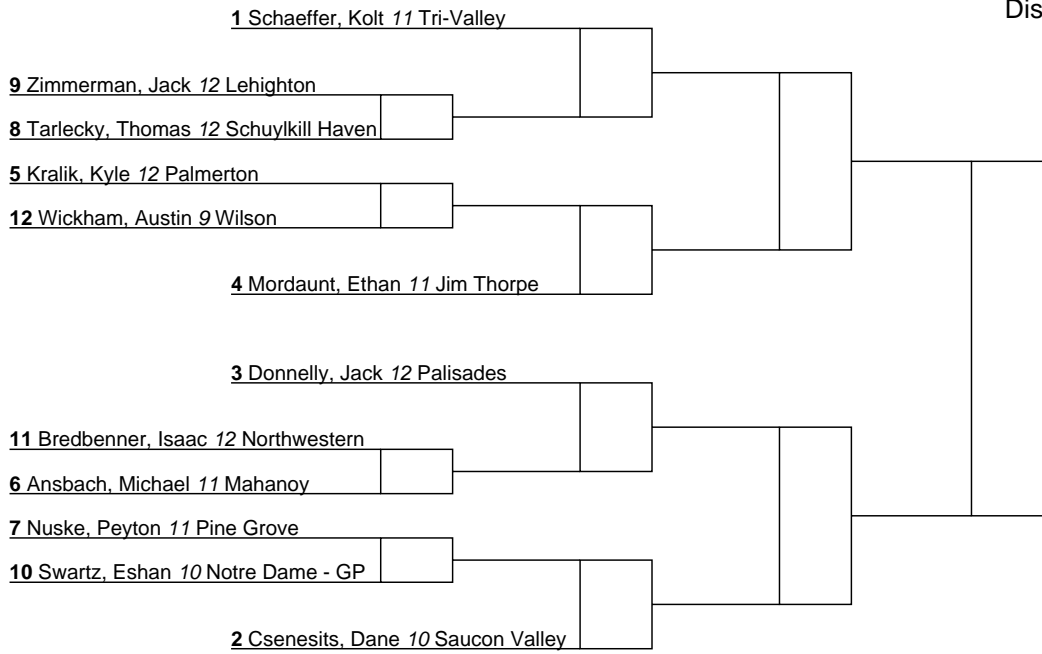 1 Schaeffer, Kolt 11 Tri-Valley
Dis
9 Zimmerman, Jack 12 Lehighton
8 Tarlecky, Thomas 12 Schuylkill Haven
5 Kralik, Kyle 12 Palmerton
12 Wickham, Austin 9 Wilson
4 Mordaunt, Ethan 11 Jim Thorpe
3 Donnelly, Jack 12 Palisades
11 Bredbenner, Isaac 12 Northwestern
6 Ansbach, Michael 11 Mahanoy
7 Nuske, Peyton 11 Pine Grove
10 Swartz, Eshan 10 Notre Dame - GP
2 Csenesits, Dane 10 Saucon Valley